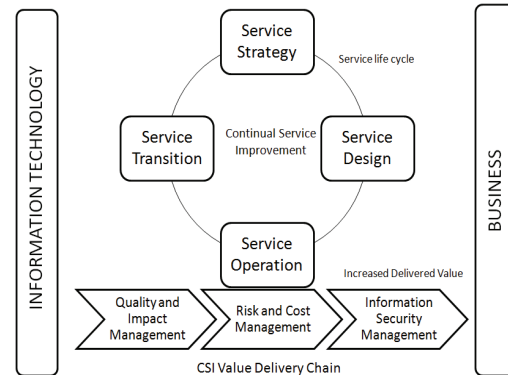 INFORMATION TECHNOLOGY
Service
Strategy
Service life cycle
Service
Transition
Continual Service
Improvement
Service
Design
Service
Operation
Increased Delivered Value
Quality and
Impact
Management
Risk and Cost
Management
Information
Security
Management
CSI Value Delivery Chain
BUSINESS